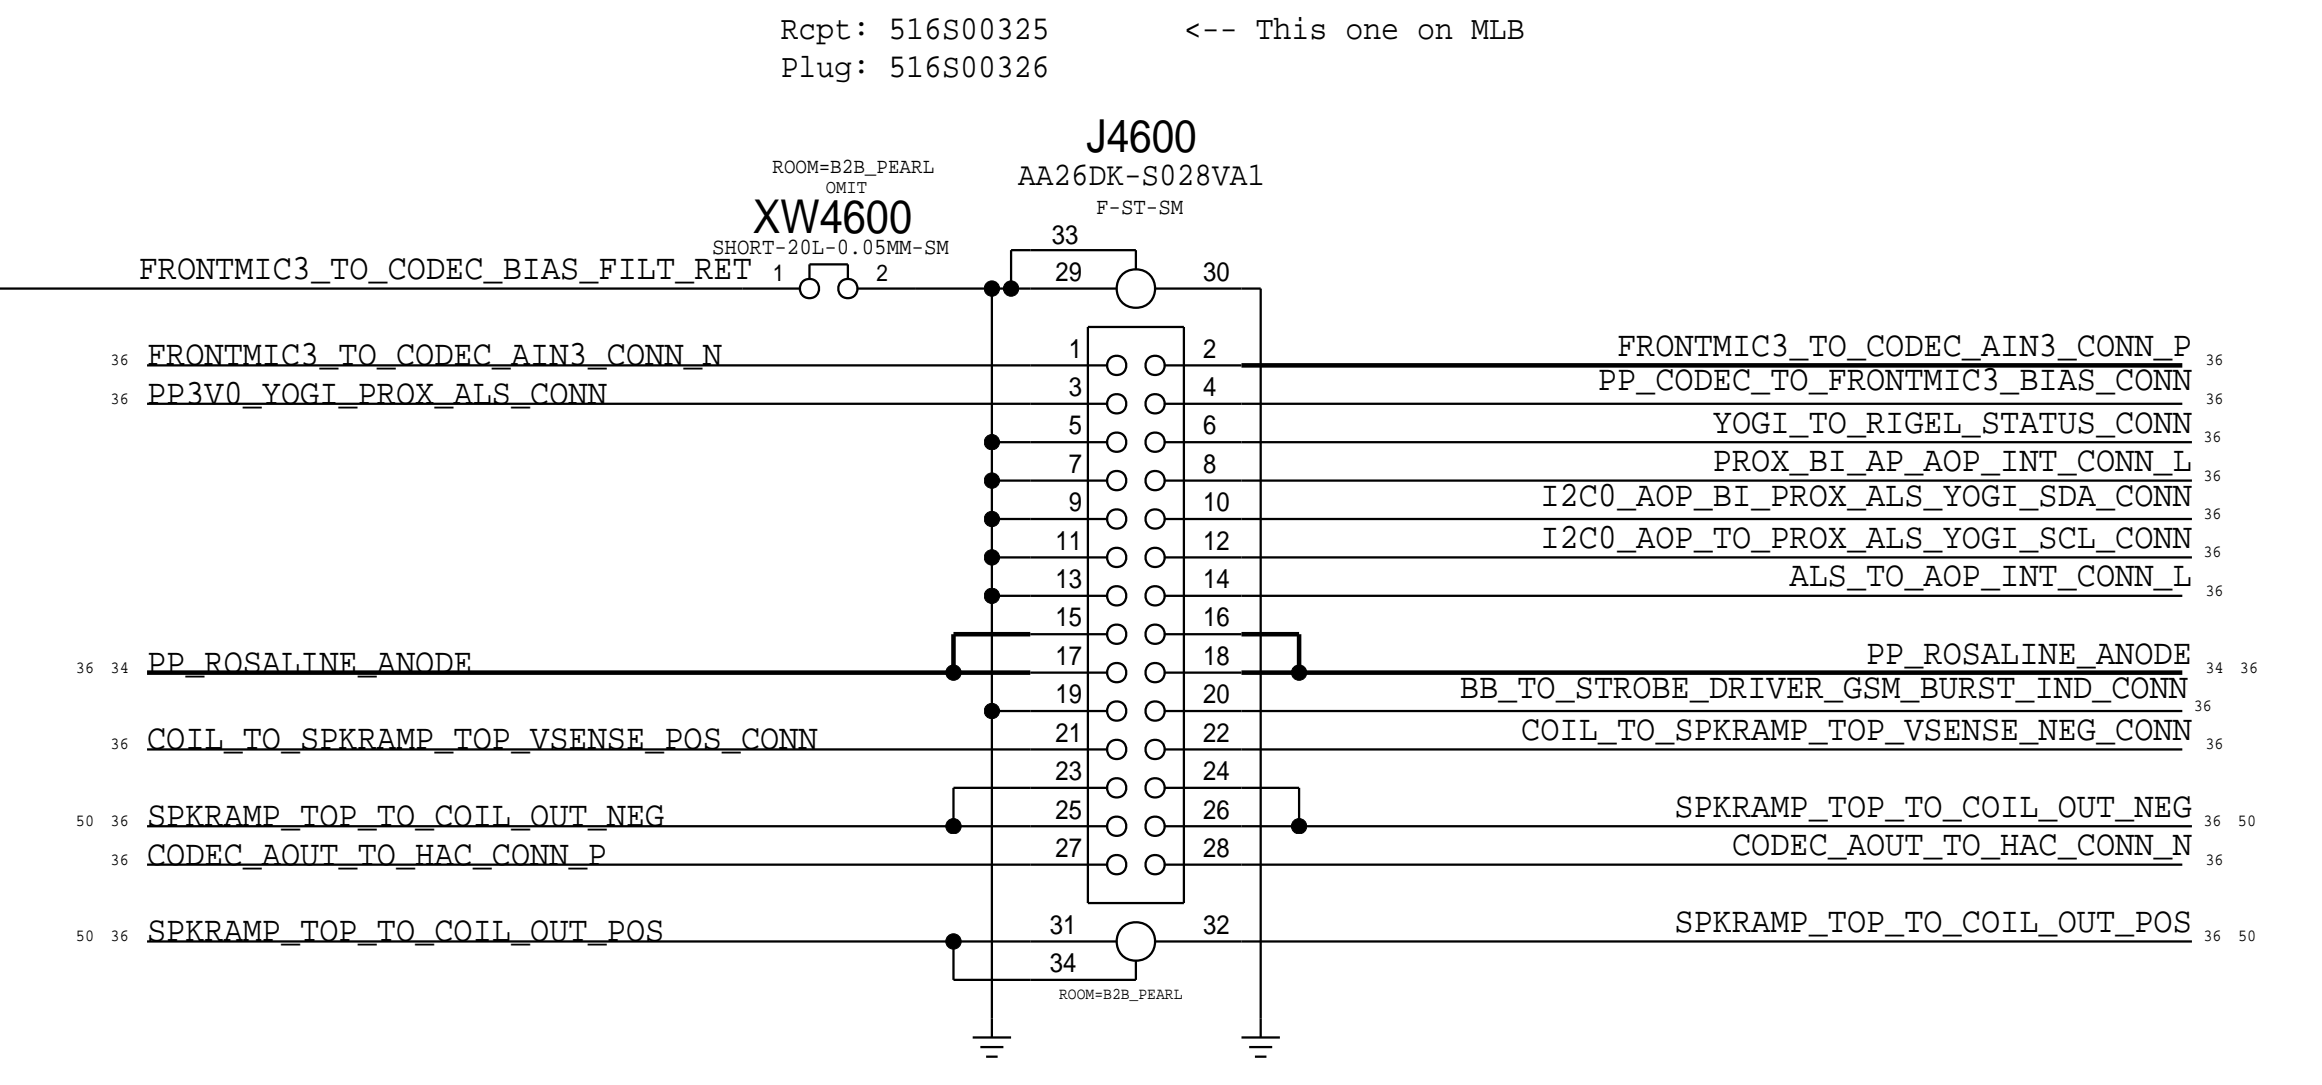 Rcpt: 516S00325 <-- This one on MLB
Plug: 516S00326
J4600
AA26DK-S028VA1
F-ST-SM
ROOM=B2B_PEARL
OMIT
XW4600
SHORT-20L-0.05MM-SM
33
FRONTMIC3_TO_CODEC_BIAS_FILT_RET 1 2 29 30
36 FRONTMIC3_TO_CODEC_AIN3_CONN_N 1 2 FRONTMIC3_TO_CODEC_AIN3_CONN_P 36
36 PP3V0_YOGI_PROX_ALS_CONN 3 4 PP_CODEC_TO_FRONTMIC3_BIAS_CONN 36
5 6 YOGI_TO_RIGEL_STATUS_CONN 36
7 8 PROX_BI_AP_AOP_INT_CONN_L 36
9 10 I2C0_AOP_BI_PROX_ALS_YOGI_SDA_CONN 36
11 12 I2C0_AOP_TO_PROX_ALS_YOGI_SCL_CONN 36
13 14 ALS_TO_AOP_INT_CONN_L 36
15 16
36 34 PP_ROSALINE_ANODE 17 18 PP_ROSALINE_ANODE 34 36
19 20 BB_TO_STROBE_DRIVER_GSM_BURST_IND_CONN 36
36 COIL_TO_SPKRAMP_TOP_VSENSE_POS_CONN 21 22 COIL_TO_SPKRAMP_TOP_VSENSE_NEG_CONN 36
23 24
50 36 SPKRAMP_TOP_TO_COIL_OUT_NEG 25 26 SPKRAMP_TOP_TO_COIL_OUT_NEG 36 50
36 CODEC_AOUT_TO_HAC_CONN_P 27 28 CODEC_AOUT_TO_HAC_CONN_N 36
50 36 SPKRAMP_TOP_TO_COIL_OUT_POS 31 32 SPKRAMP_TOP_TO_COIL_OUT_POS 36 50
34
ROOM=B2B_PEARL